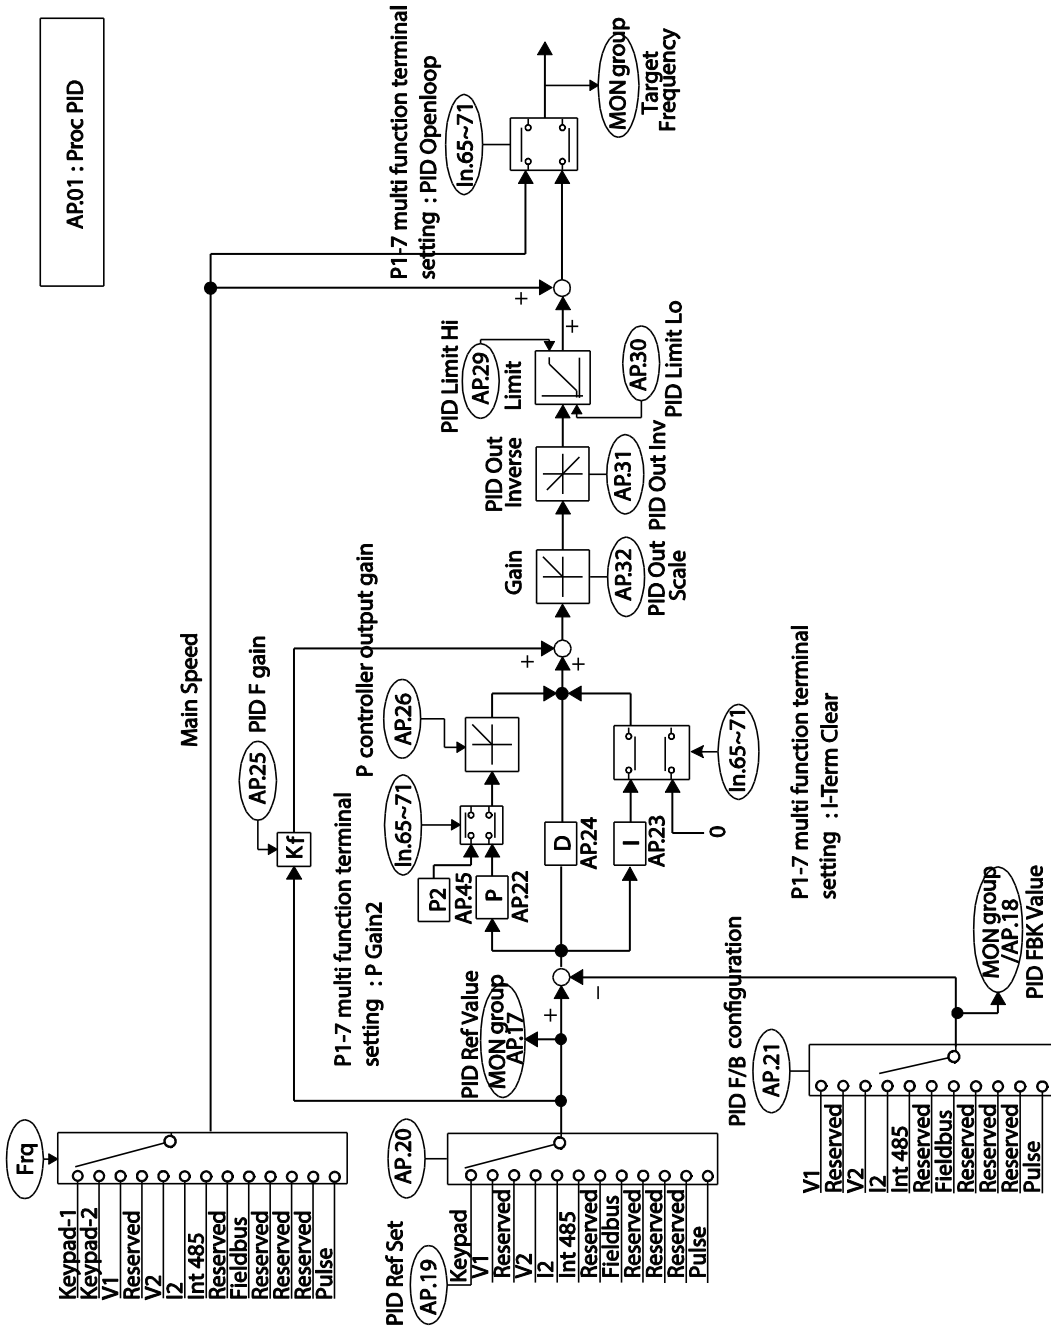 AP.01 : Proc PID
Frq
Keypad-1
Keypad-2
V1
Reserved
V2
I2
Int 485
Reserved
Fieldbus
Reserved
Reserved
Reserved
Pulse
Main Speed
AP.25
PID F gain
Kf
P1-7 multi function terminal
setting : P Gain2
In.65~71
P2
AP.45
P
AP.22
AP.26
P controller output gain
D
AP.24
I
AP.23
0
In.65~71
P1-7 multi function terminal
setting : I-Term Clear
PID Ref Set
AP.19
AP.20
Keypad
V1
Reserved
V2
I2
Int 485
Reserved
Fieldbus
Reserved
Reserved
Reserved
Pulse
PID Ref Value
MON group
AP.17
+
−
PID F/B configuration
AP.21
V1
Reserved
V2
I2
Int 485
Reserved
Fieldbus
Reserved
Reserved
Reserved
Pulse
MON group
/AP.18
PID FBK Value
+
+
Gain
AP.32
PID Out
Scale
PID Out
Inverse
AP.31
PID Out Inv
PID Limit Hi
AP.29
Limit
AP.30
PID Limit Lo
+
+
P1-7 multi function terminal
setting : PID Openloop
In.65~71
MON group
Target
Frequency